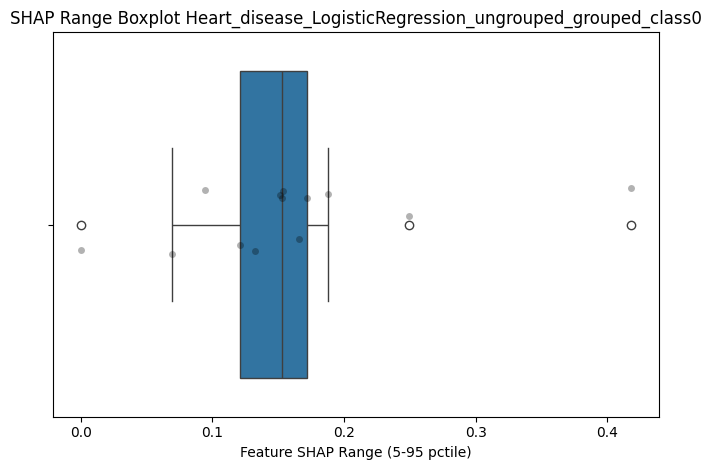 SHAP Range Boxplot Heart_disease_LogisticRegression_ungrouped_grouped_class0
0.0 0.1 0.2 0.3 0.4
Feature SHAP Range (5-95 pctile)